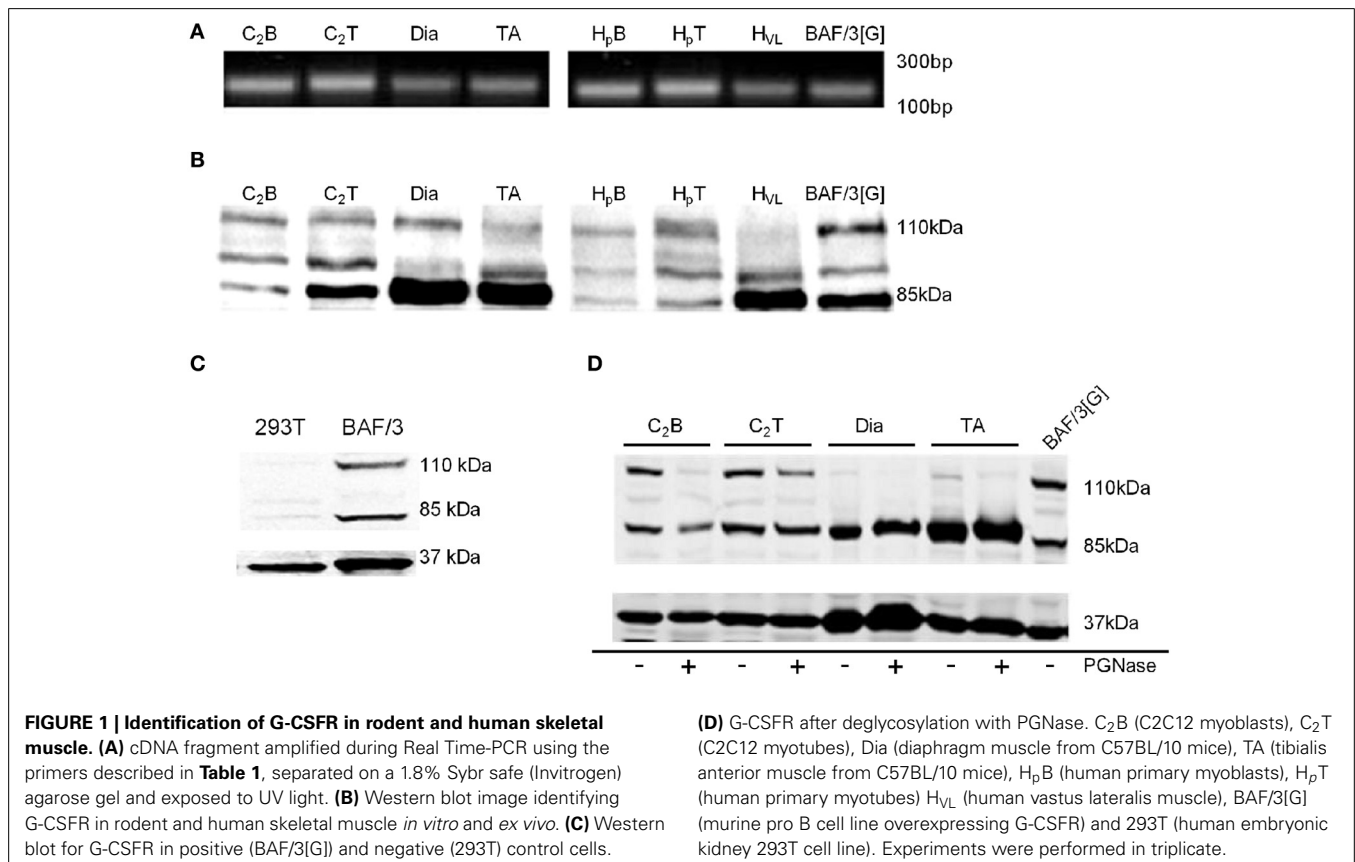 A
C₂B C₂T Dia TA HₚB HₚT H_VL BAF/3[G]
300bp
100bp
B
C₂B C₂T Dia TA HₚB HₚT H_VL BAF/3[G]
110kDa
85kDa
C
293T BAF/3
110 kDa
85 kDa
37 kDa
D
C₂B C₂T Dia TA BAF/3[G]
110kDa
85kDa
37kDa
- + - + - + - + - PGNase
FIGURE 1 | Identification of G-CSFR in rodent and human skeletal
muscle. (A) cDNA fragment amplified during Real Time-PCR using the
primers described in Table 1, separated on a 1.8% Sybr safe (Invitrogen)
agarose gel and exposed to UV light. (B) Western blot image identifying
G-CSFR in rodent and human skeletal muscle in vitro and ex vivo. (C) Western
blot for G-CSFR in positive (BAF/3[G]) and negative (293T) control cells.
(D) G-CSFR after deglycosylation with PGNase. C₂B (C2C12 myoblasts), C₂T
(C2C12 myotubes), Dia (diaphragm muscle from C57BL/10 mice), TA (tibialis
anterior muscle from C57BL/10 mice), HₚB (human primary myoblasts), HₚT
(human primary myotubes) H_VL (human vastus lateralis muscle), BAF/3[G]
(murine pro B cell line overexpressing G-CSFR) and 293T (human embryonic
kidney 293T cell line). Experiments were performed in triplicate.